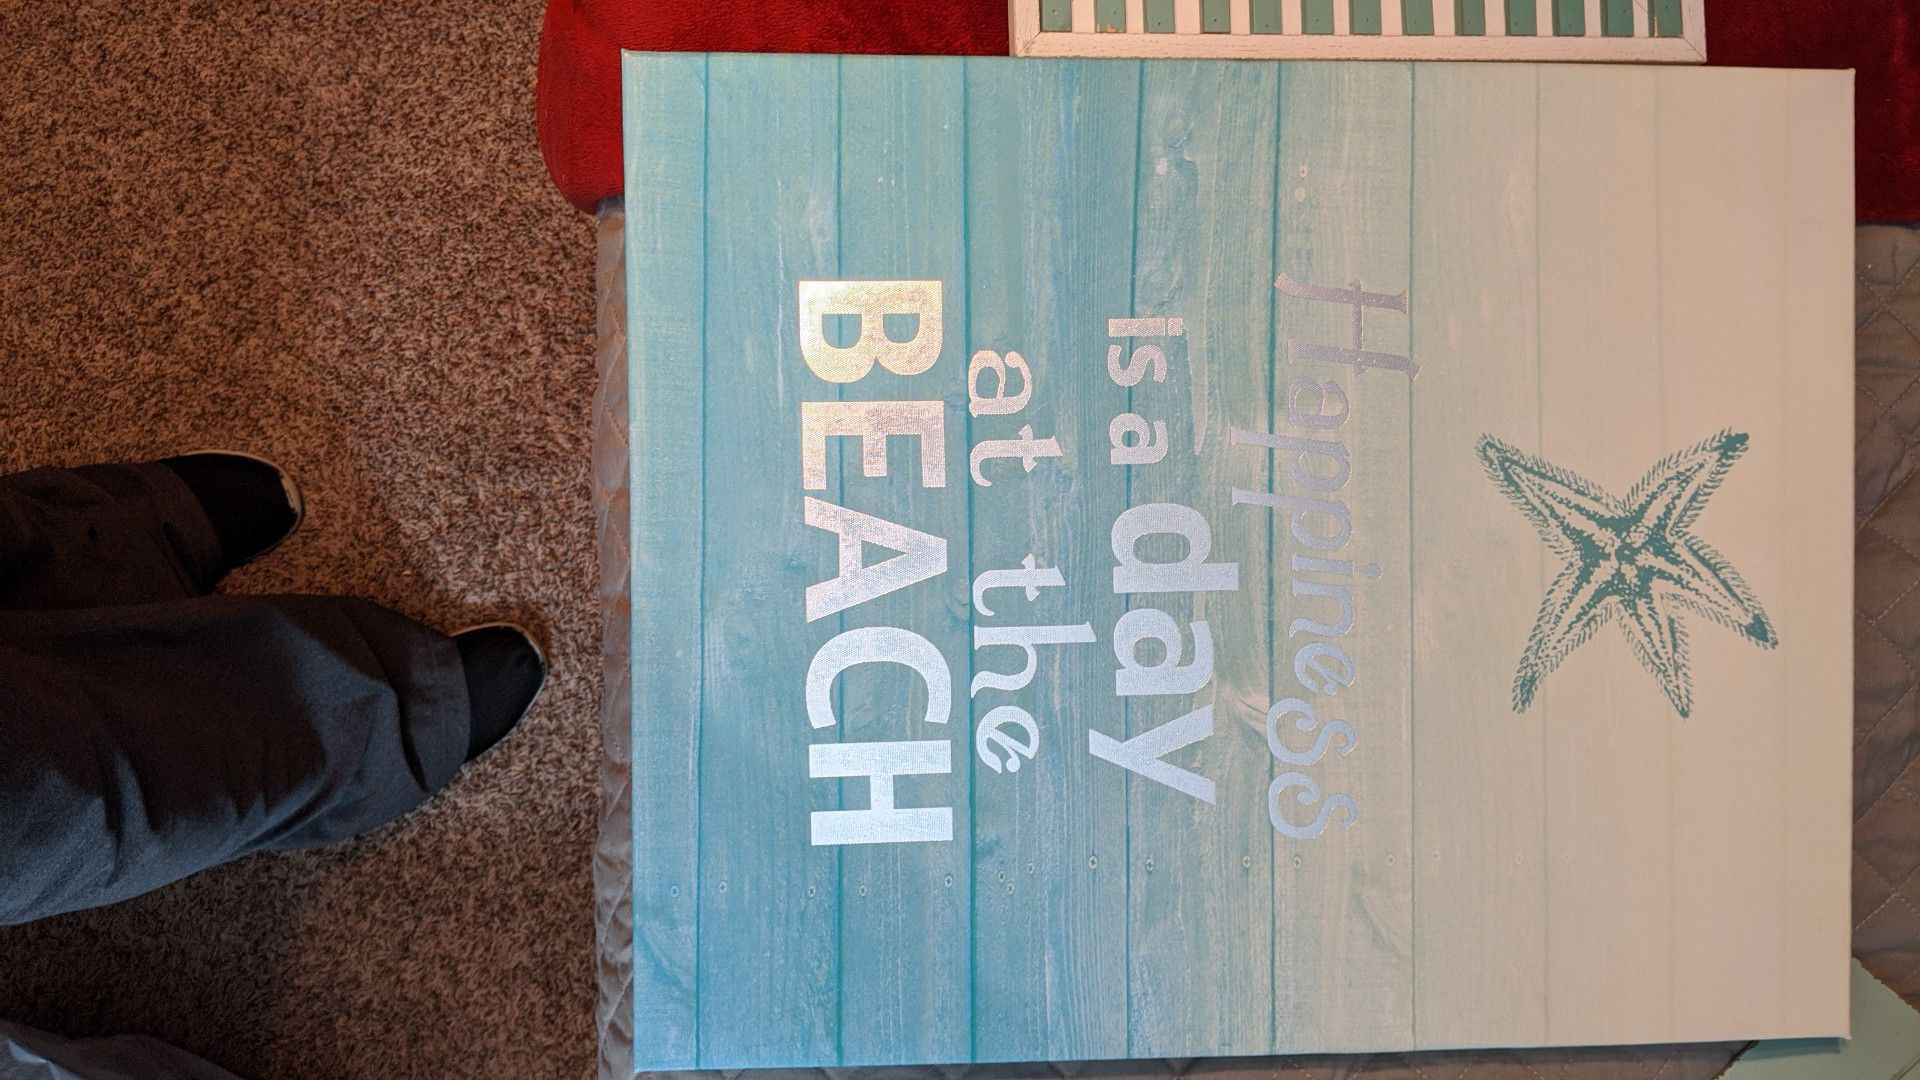 Happiness
is a day
at the
BEACH